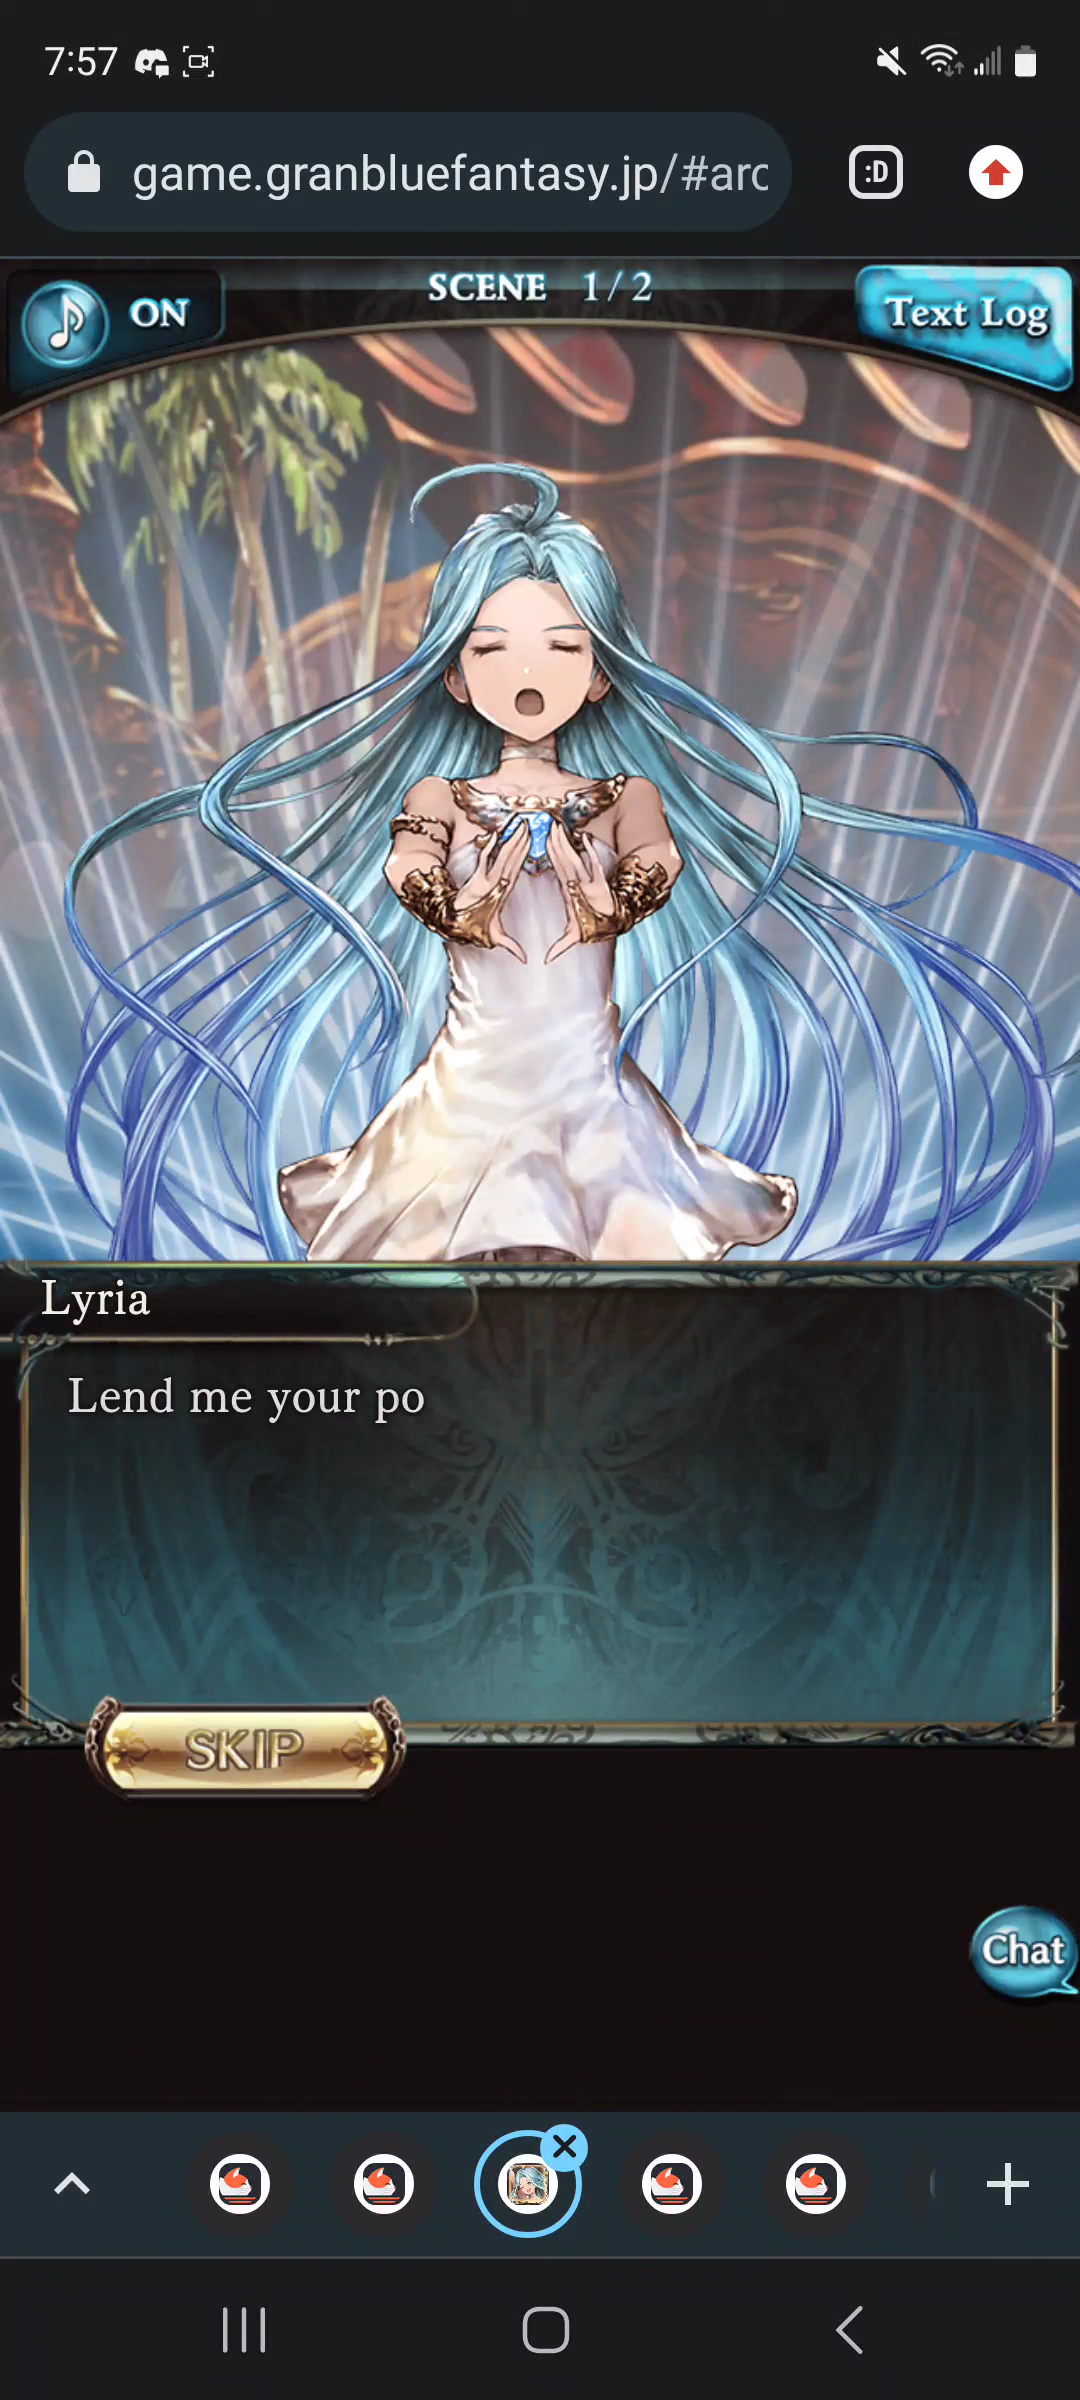 7:57
game.granbluefantasy.jp/#arc
:D
ON
SCENE 1/2
Text Log
Lyria
Lend me your po
SKIP
Chat